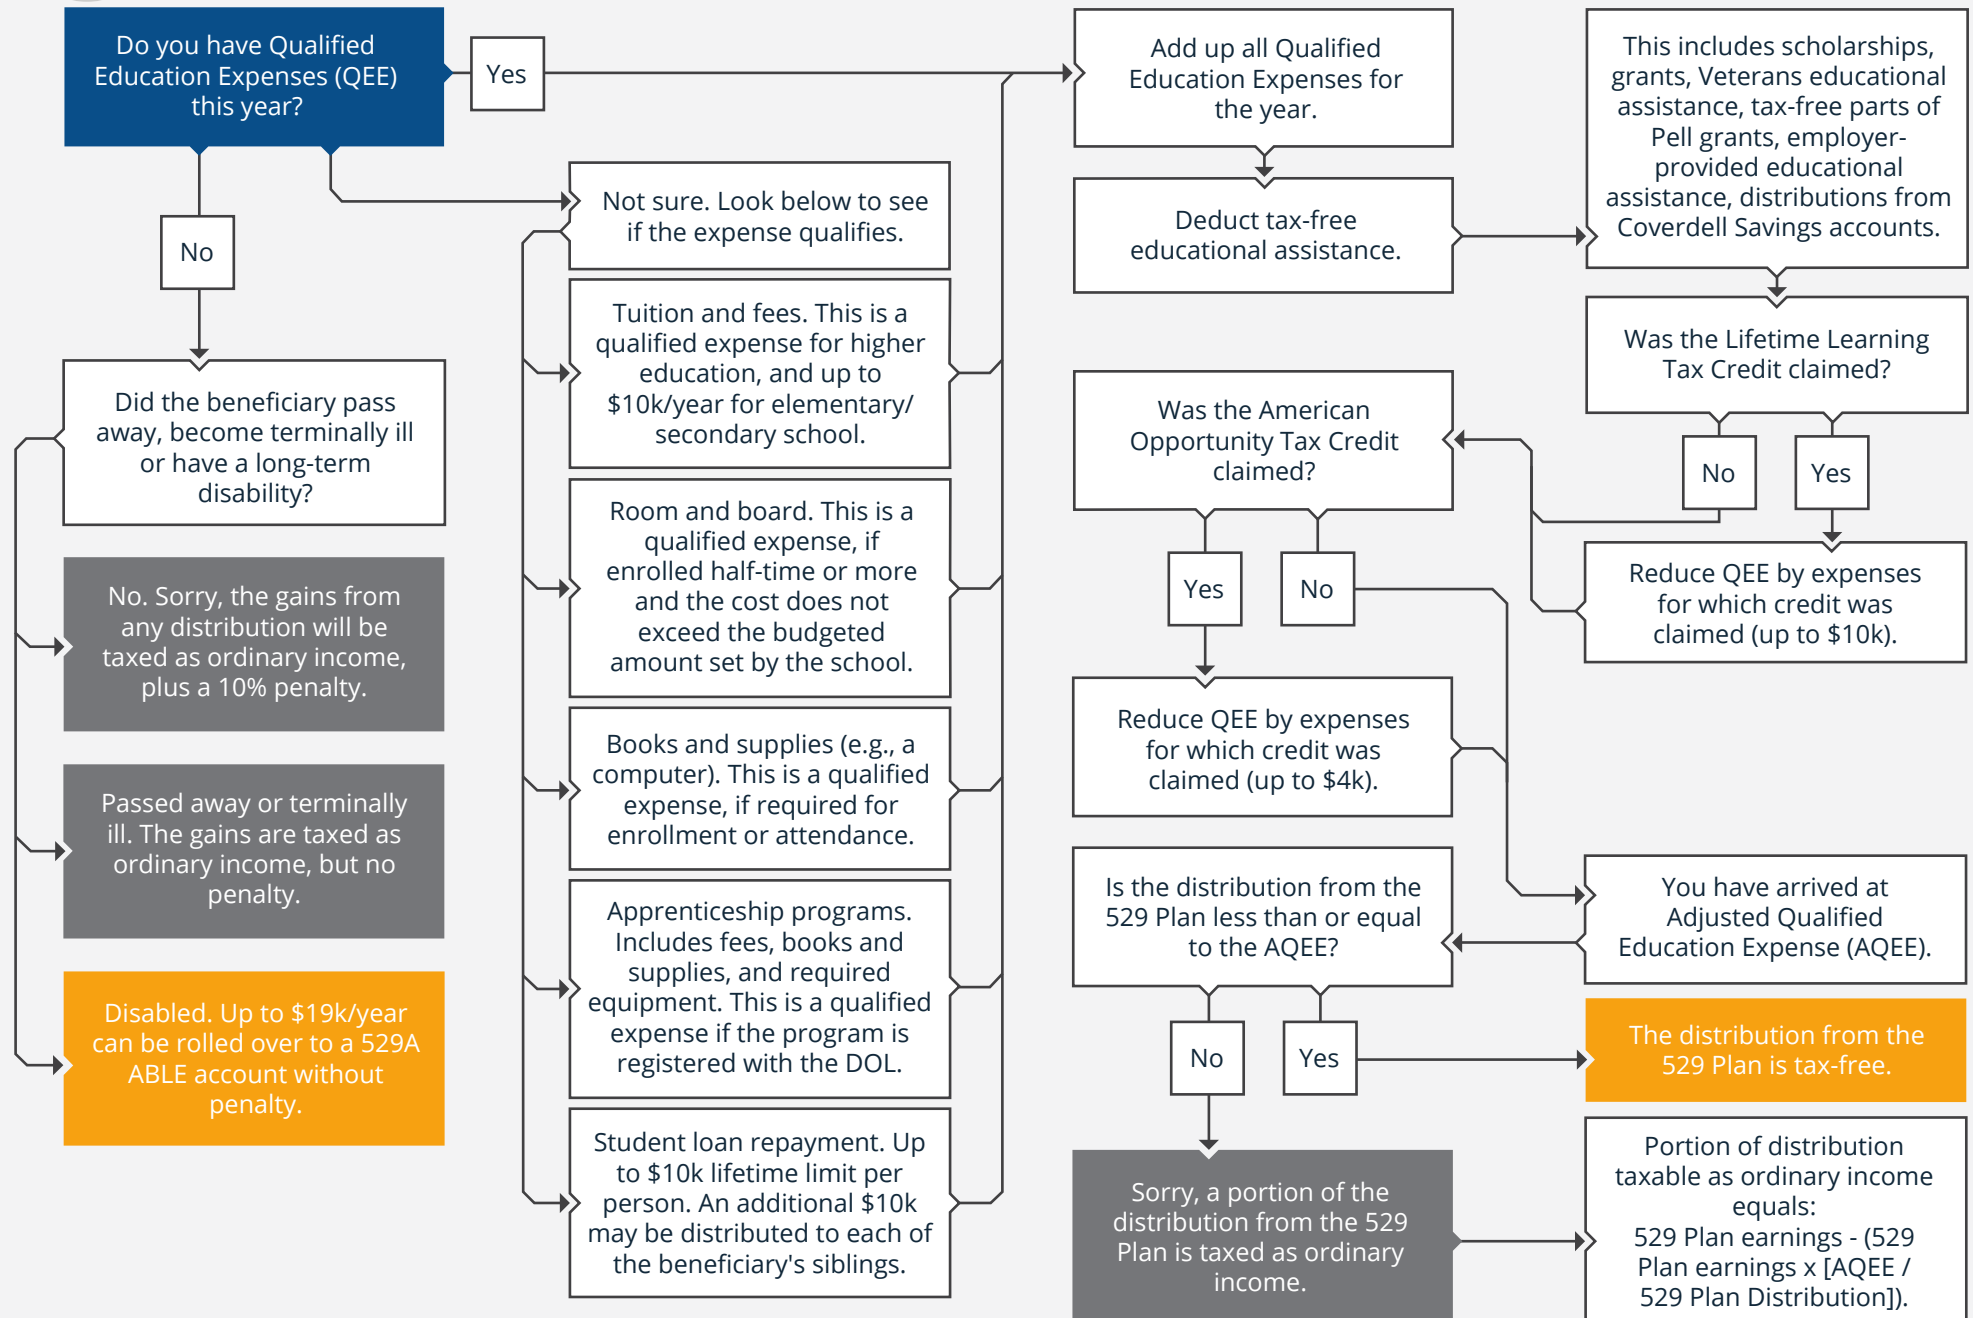 Do you have Qualified
Education Expenses (QEE)
this year?
Yes
No
Not sure. Look below to see
if the expense qualifies.
Did the beneficiary pass
away, become terminally ill
or have a long-term
disability?
No. Sorry, the gains from
any distribution will be
taxed as ordinary income,
plus a 10% penalty.
Passed away or terminally
ill. The gains are taxed as
ordinary income, but no
penalty.
Disabled. Up to $19k/year
can be rolled over to a 529A
ABLE account without
penalty.
Tuition and fees. This is a
qualified expense for higher
education, and up to
$10k/year for elementary/
secondary school.
Room and board. This is a
qualified expense, if
enrolled half-time or more
and the cost does not
exceed the budgeted
amount set by the school.
Books and supplies (e.g., a
computer). This is a qualified
expense, if required for
enrollment or attendance.
Apprenticeship programs.
Includes fees, books and
supplies, and required
equipment. This is a qualified
expense if the program is
registered with the DOL.
Student loan repayment. Up
to $10k lifetime limit per
person. An additional $10k
may be distributed to each of
the beneficiary's siblings.
Add up all Qualified
Education Expenses for
the year.
Deduct tax-free
educational assistance.
This includes scholarships,
grants, Veterans educational
assistance, tax-free parts of
Pell grants, employer-
provided educational
assistance, distributions from
Coverdell Savings accounts.
Was the Lifetime Learning
Tax Credit claimed?
No
Yes
Reduce QEE by expenses
for which credit was
claimed (up to $10k).
Was the American
Opportunity Tax Credit
claimed?
Yes
No
Reduce QEE by expenses
for which credit was
claimed (up to $4k).
You have arrived at
Adjusted Qualified
Education Expense (AQEE).
Is the distribution from the
529 Plan less than or equal
to the AQEE?
No
Yes
The distribution from the
529 Plan is tax-free.
Sorry, a portion of the
distribution from the 529
Plan is taxed as ordinary
income.
Portion of distribution
taxable as ordinary income
equals:
529 Plan earnings - (529
Plan earnings x [AQEE /
529 Plan Distribution]).